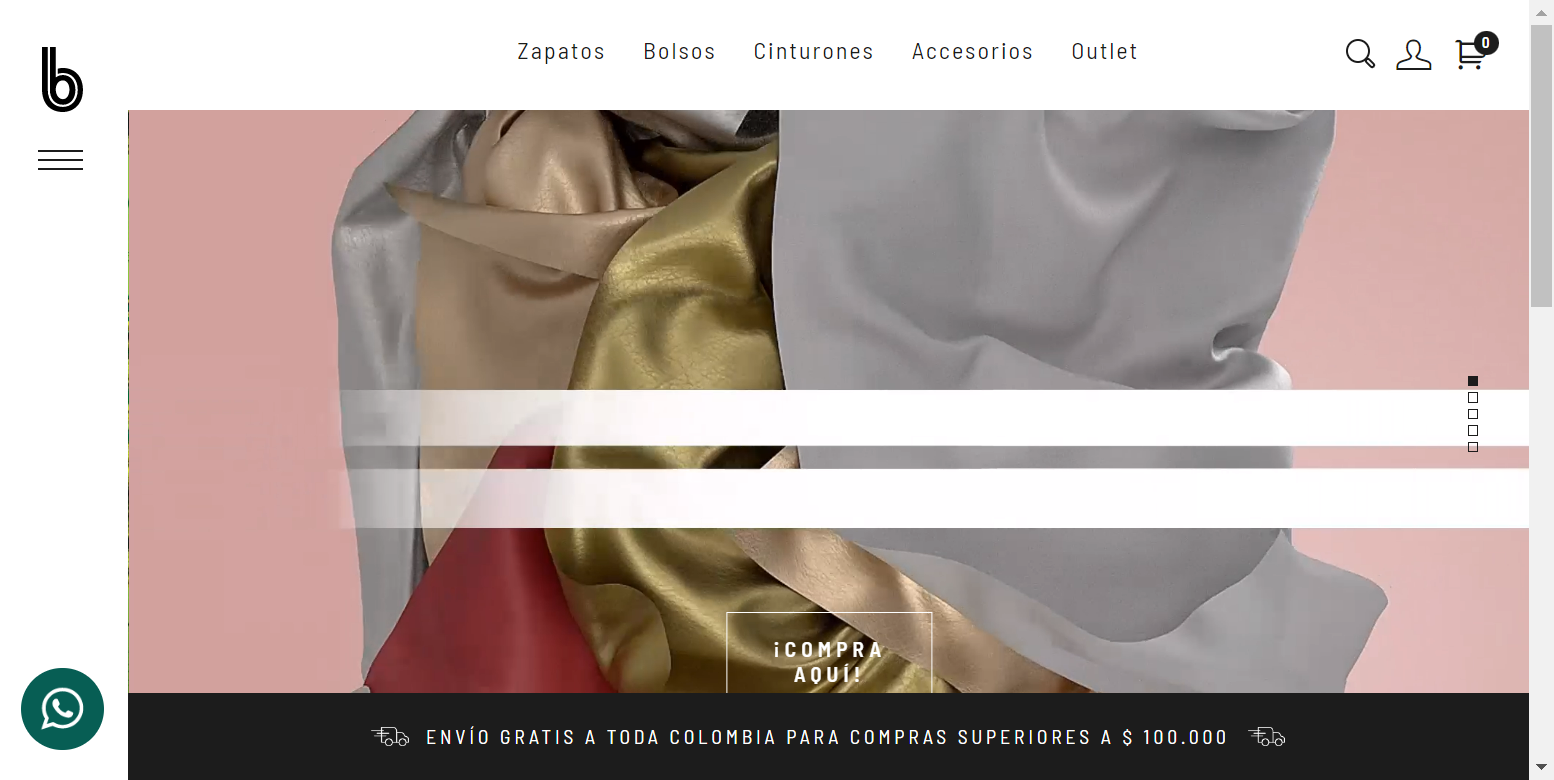 b
Zapatos Bolsos Cinturones Accesorios Outlet
0
¡COMPRA
AQUÍ!
ENVÍO GRATIS A TODA COLOMBIA PARA COMPRAS SUPERIORES A $ 100.000